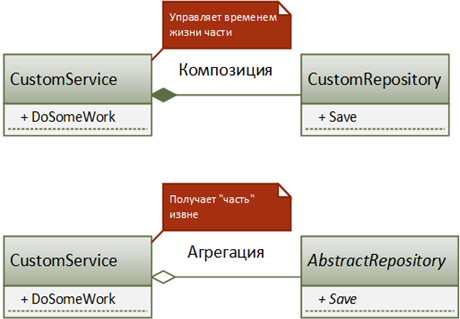 Управляет временем
жизни части
CustomService
Композиция
CustomRepository
+ DoSomeWork
+ Save
Получает "часть"
извне
CustomService
Агрегация
AbstractRepository
+ DoSomeWork
+ Save